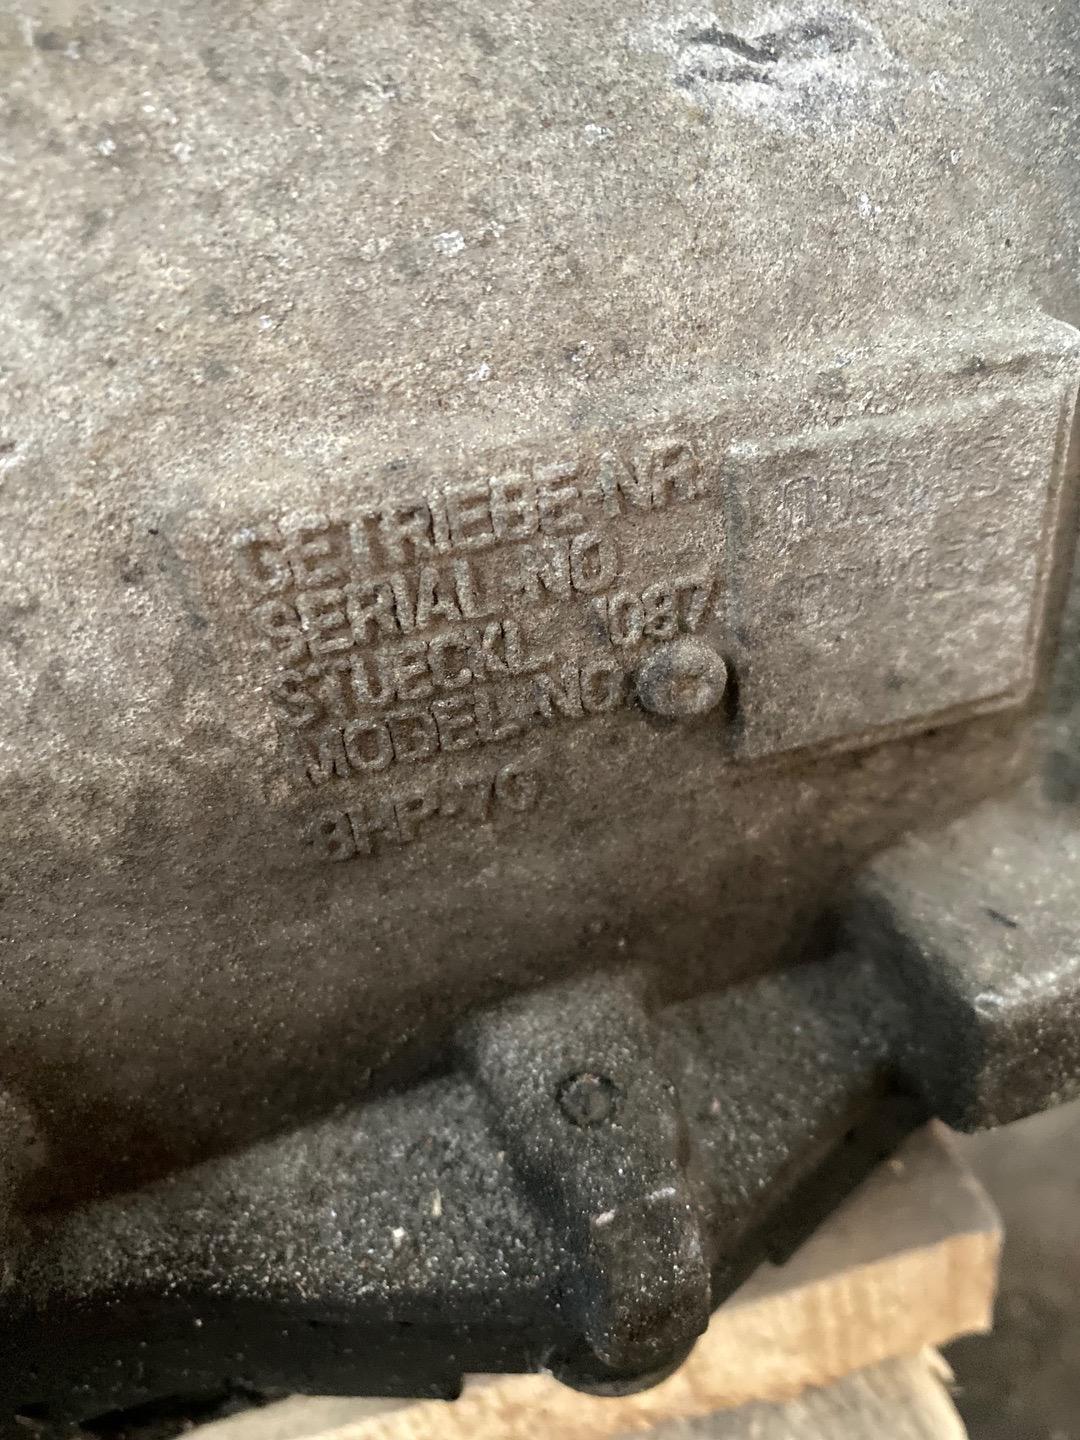 GETRIEBE-NR.
SERIAL-NO
STUECKL. 1087
MODEL-NO
8HP-70